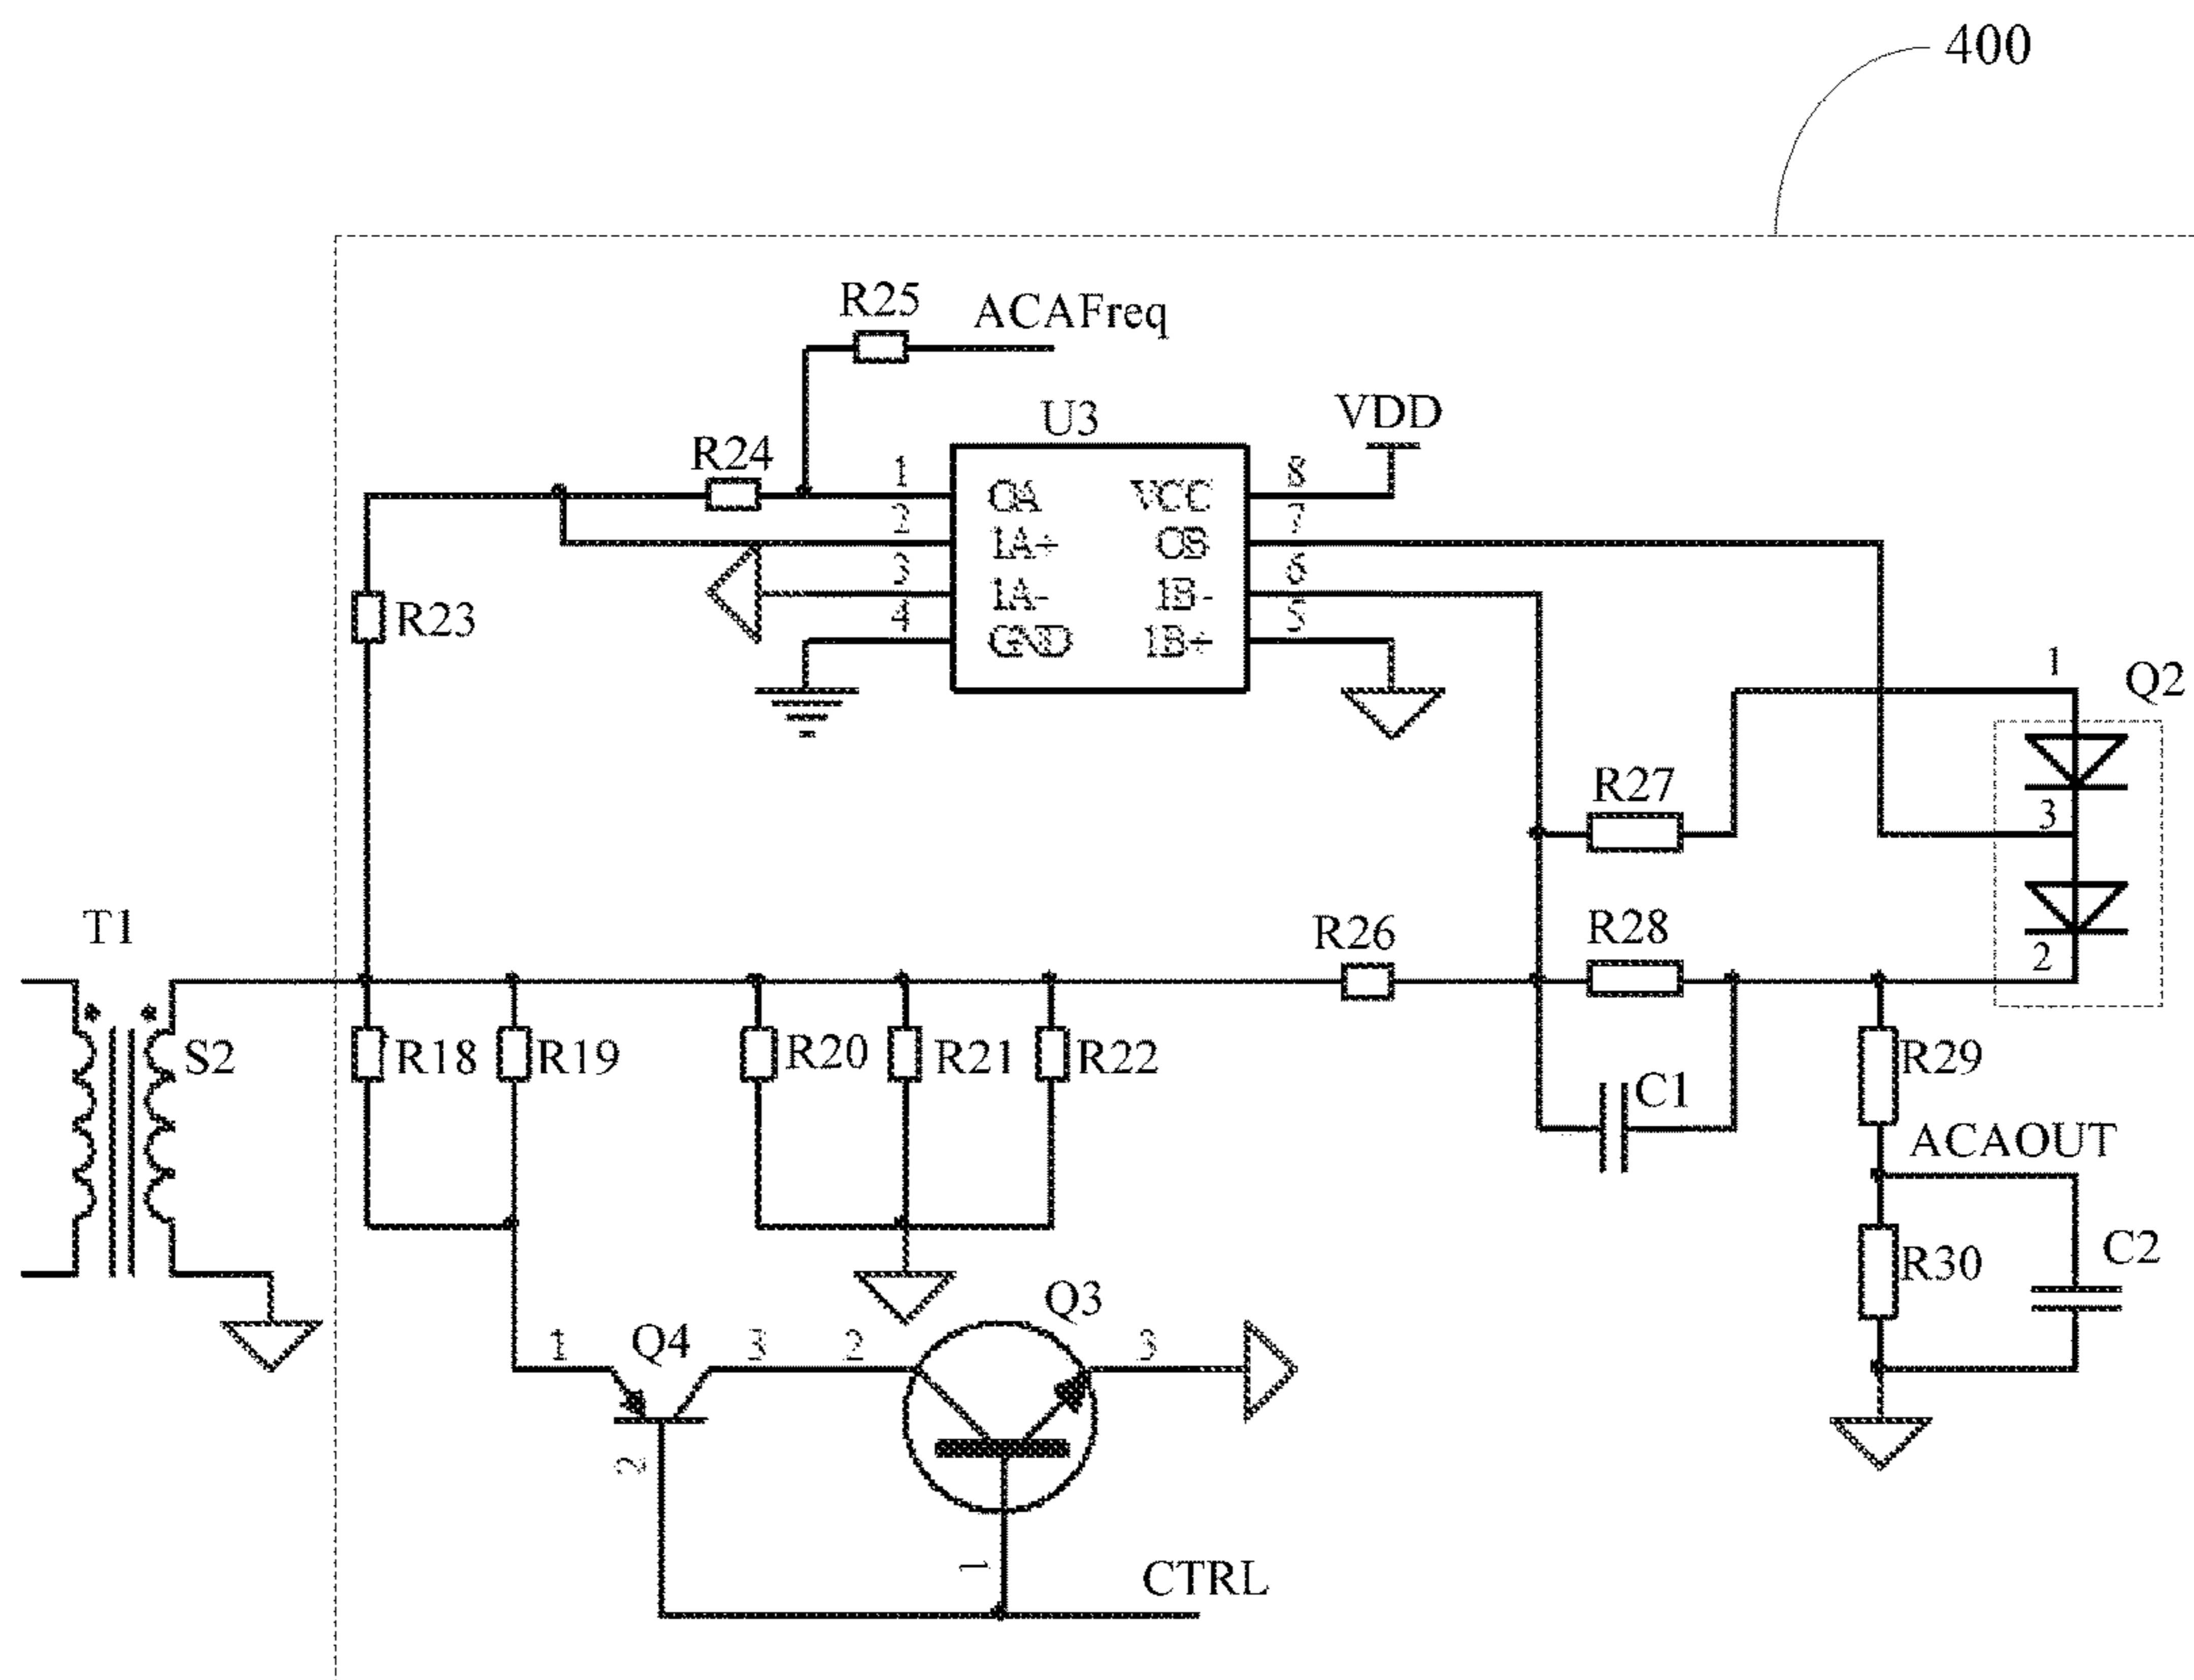 400
R25 ACAFreq
U3 VDD
R24 1 8
OA VCC
2 7
1A+ OB
3 6
1A- 1B-
4 5
GND 1B+
R23
1 Q2
R27
3
T1 R26 R28
2
S2 R18 R19 R20 R21 R22 R29
C1
ACAOUT
R30 C2
Q3
1 Q4 3 2 3
2
1
CTRL